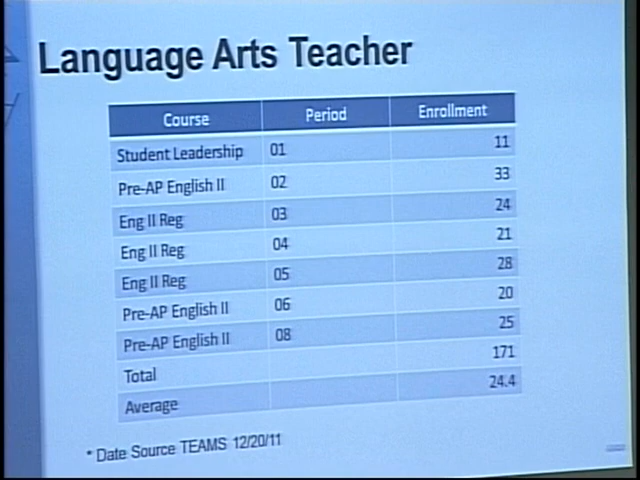 Language Arts Teacher
Course Period Enrollment
Student Leadership 01 11
Pre-AP English II 02 33
Eng II Reg 03 24
Eng II Reg 04 21
Eng II Reg 05 28
Pre-AP English II 06 20
Pre-AP English II 08 25
Total 171
Average 24.4
* Date Source TEAMS 12/20/11